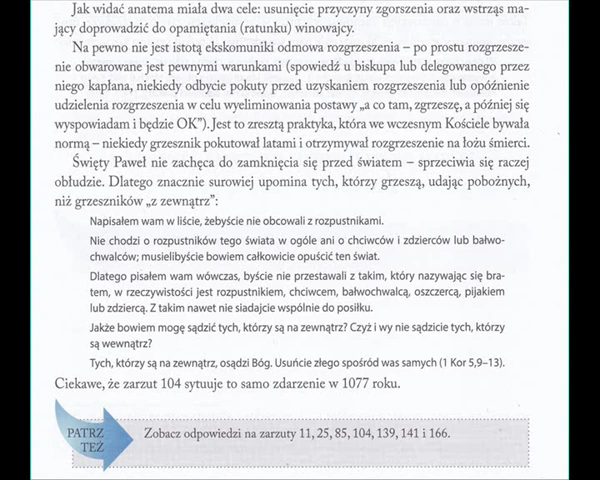 Jak widać anatema miała dwa cele: usunięcie przyczyny zgorszenia oraz wstrząs ma-
jący doprowadzić do opamiętania (ratunku) winowajcy.
Na pewno nie jest istotą ekskomuniki odmowa rozgrzeszenia – po prostu rozgrzesze-
nie obwarowane jest pewnymi warunkami (spowiedź u biskupa lub delegowanego przez
niego kapłana, niekiedy odbycie pokuty przed uzyskaniem rozgrzeszenia lub opóźnienie
udzielenia rozgrzeszenia w celu wyeliminowania postawy „a co tam, zgrzeszę, a później się
wyspowiadam i będzie OK"). Jest to zresztą praktyka, która we wczesnym Kościele bywała
normą – niekiedy grzesznik pokutował latami i otrzymywał rozgrzeszenie na łożu śmierci.
Święty Paweł nie zachęca do zamknięcia się przed światem – sprzeciwia się raczej
obłudzie. Dlatego znacznie surowiej upomina tych, którzy grzeszą, udając pobożnych,
niż grzeszników „z zewnątrz":
Napisałem wam w liście, żebyście nie obcowali z rozpustnikami.
Nie chodzi o rozpustników tego świata w ogóle ani o chciwców i zdzierców lub bałwo-
chwalców; musielibyście bowiem całkowicie opuścić ten świat.
Dlatego pisałem wam wówczas, byście nie przestawali z takim, który nazywając się bra-
tem, w rzeczywistości jest rozpustnikiem, chciwcem, bałwochwalcą, oszczercą, pijakiem
lub zdziercą. Z takim nawet nie siadajcie wspólnie do posiłku.
Jakże bowiem mogę sądzić tych, którzy są na zewnątrz? Czyż i wy nie sądzicie tych, którzy
są wewnątrz?
Tych, którzy są na zewnątrz, osądzi Bóg. Usuńcie złego spośród was samych (1 Kor 5,9–13).
Ciekawe, że zarzut 104 sytuuje to samo zdarzenie w 1077 roku.
PATRZ
TEŻ
Zobacz odpowiedzi na zarzuty 11, 25, 85, 104, 139, 141 i 166.